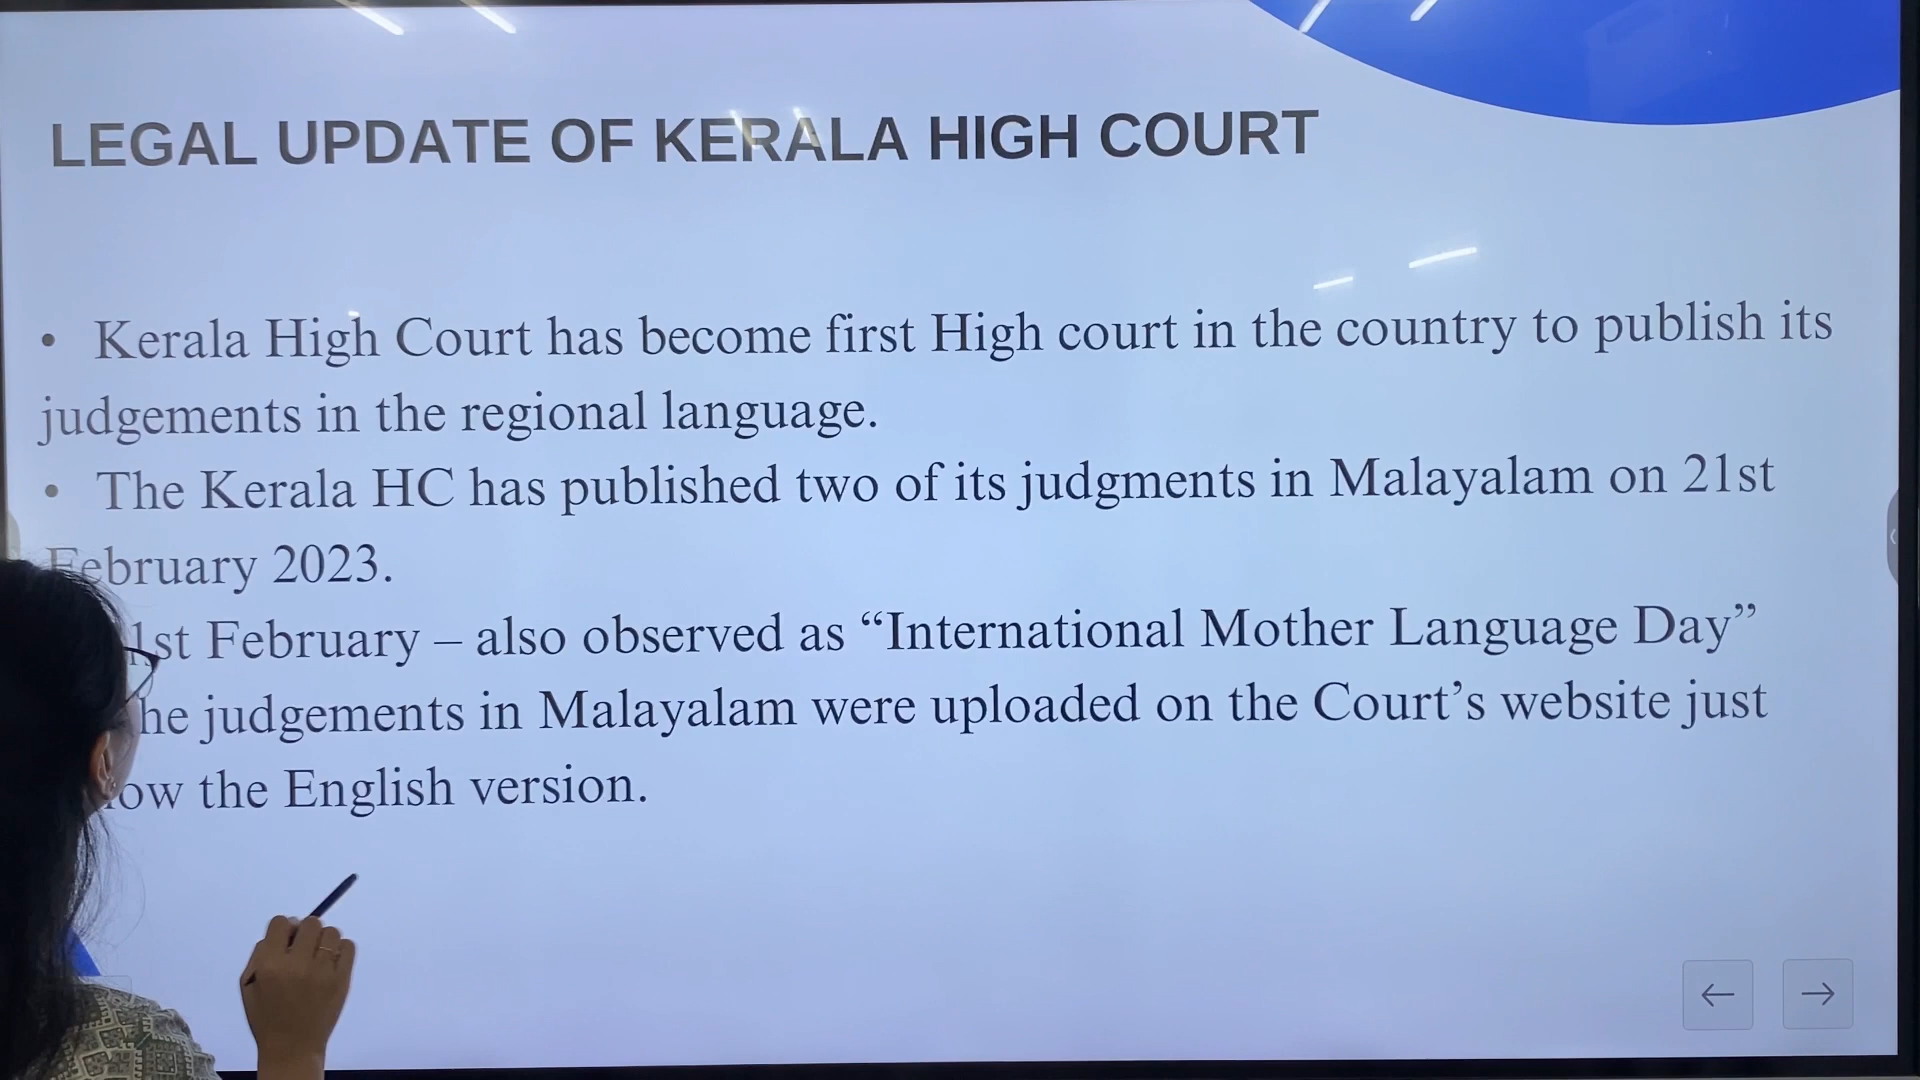 LEGAL UPDATE OF KERALA HIGH COURT
• Kerala High Court has become first High court in the country to publish its
judgements in the regional language.
• The Kerala HC has published two of its judgments in Malayalam on 21st
February 2023.
February – also observed as “International Mother Language Day”
judgements in Malayalam were uploaded on the Court’s website just
the English version.